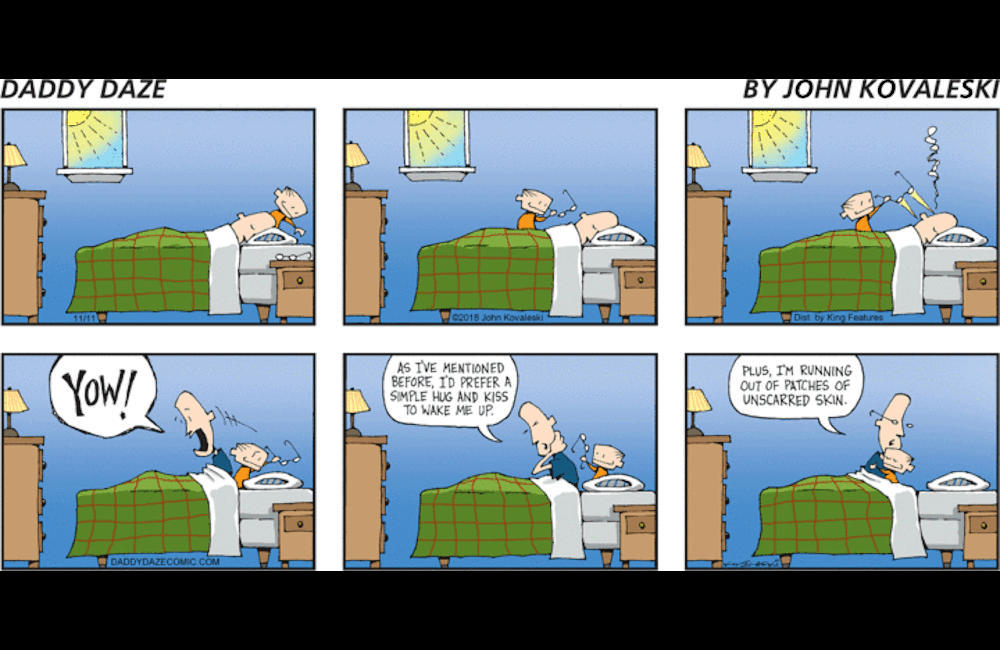 DADDY DAZE
BY JOHN KOVALESKI
11/11
©2018 John Kovaleski
Dist. by King Features
YOW!
DADDYDAZECOMIC.COM
AS I'VE MENTIONED
BEFORE, I'D PREFER A
SIMPLE HUG AND KISS
TO WAKE ME UP.
PLUS, I'M RUNNING
OUT OF PATCHES OF
UNSCARRED SKIN.